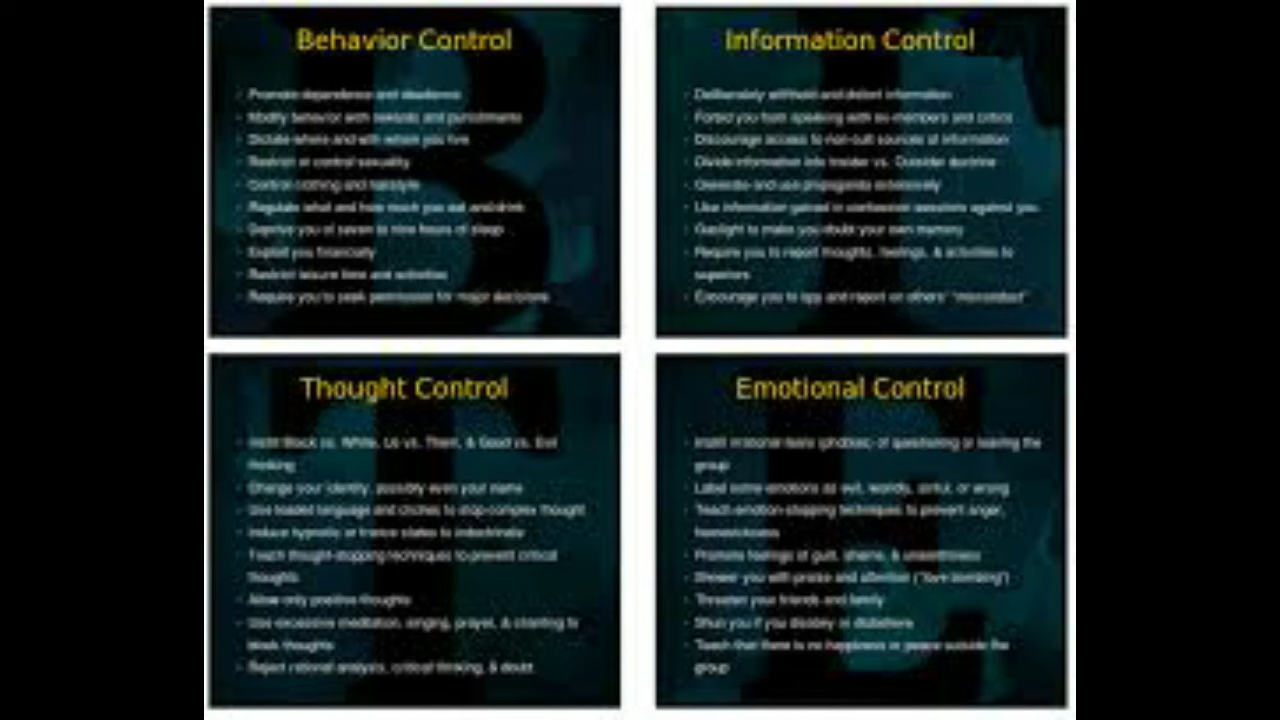 Behavior Control
Promote dependence and obedience
Modify behavior with rewards and punishments
Dictate where and with whom you live
Restrict or control sexuality
Control clothing and hairstyle
Regulate what and how much you eat and drink
Deprive you of seven to nine hours of sleep
Exploit you financially
Restrict leisure time and activities
Require you to seek permission for major decisions
Information Control
Deliberately withhold and distort information
Forbid you from speaking with ex-members and critics
Discourage access to non-cult sources of information
Divide information into Insider vs. Outsider doctrine
Generate and use propaganda extensively
Use information gained in confession sessions against you
Gaslight to make you doubt your own memory
Require you to report thoughts, feelings, & activities to
superiors
Encourage you to spy and report on others' "misconduct"
Thought Control
Instill Black vs. White, Us vs. Them, & Good vs. Evil
thinking
Change your identity, possibly even your name
Use loaded language and cliches to stop complex thought
Induce hypnotic or trance states to indoctrinate
Teach thought-stopping techniques to prevent critical
thoughts
Allow only positive thoughts
Use excessive meditation, singing, prayer, & chanting to
block thoughts
Reject rational analysis, critical thinking, & doubt
Emotional Control
Instill irrational fears (phobias) of questioning or leaving the
group
Label some emotions as evil, worldly, sinful, or wrong
Teach emotion-stopping techniques to prevent anger,
homesickness
Promote feelings of guilt, shame, & unworthiness
Shower you with praise and attention ("love bombing")
Threaten your friends and family
Shun you if you disobey or disbelieve
Teach that there is no happiness or peace outside the
group